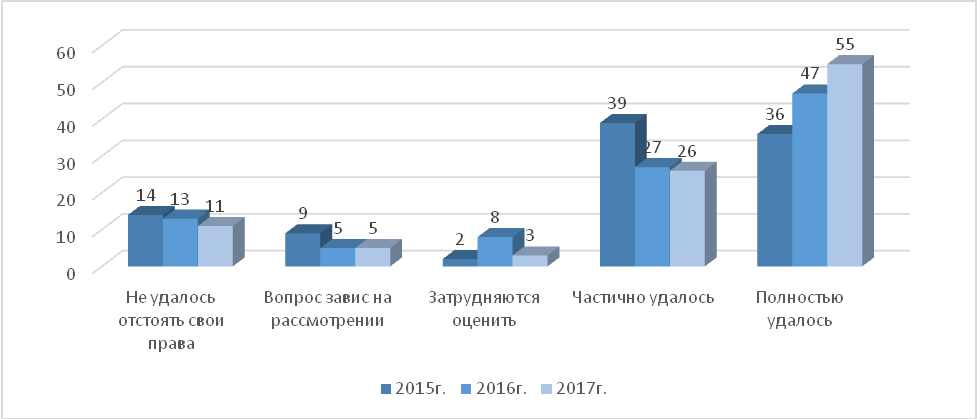 60
50
40
30
20
10
0
14 13 11
9 5 5
2 8 3
39 27 26
36 47 55
Не удалось
отстоять свои
права
Вопрос завис на
рассмотрении
Затрудняются
оценить
Частично удалось
Полностью
удалось
2015г. 2016г. 2017г.